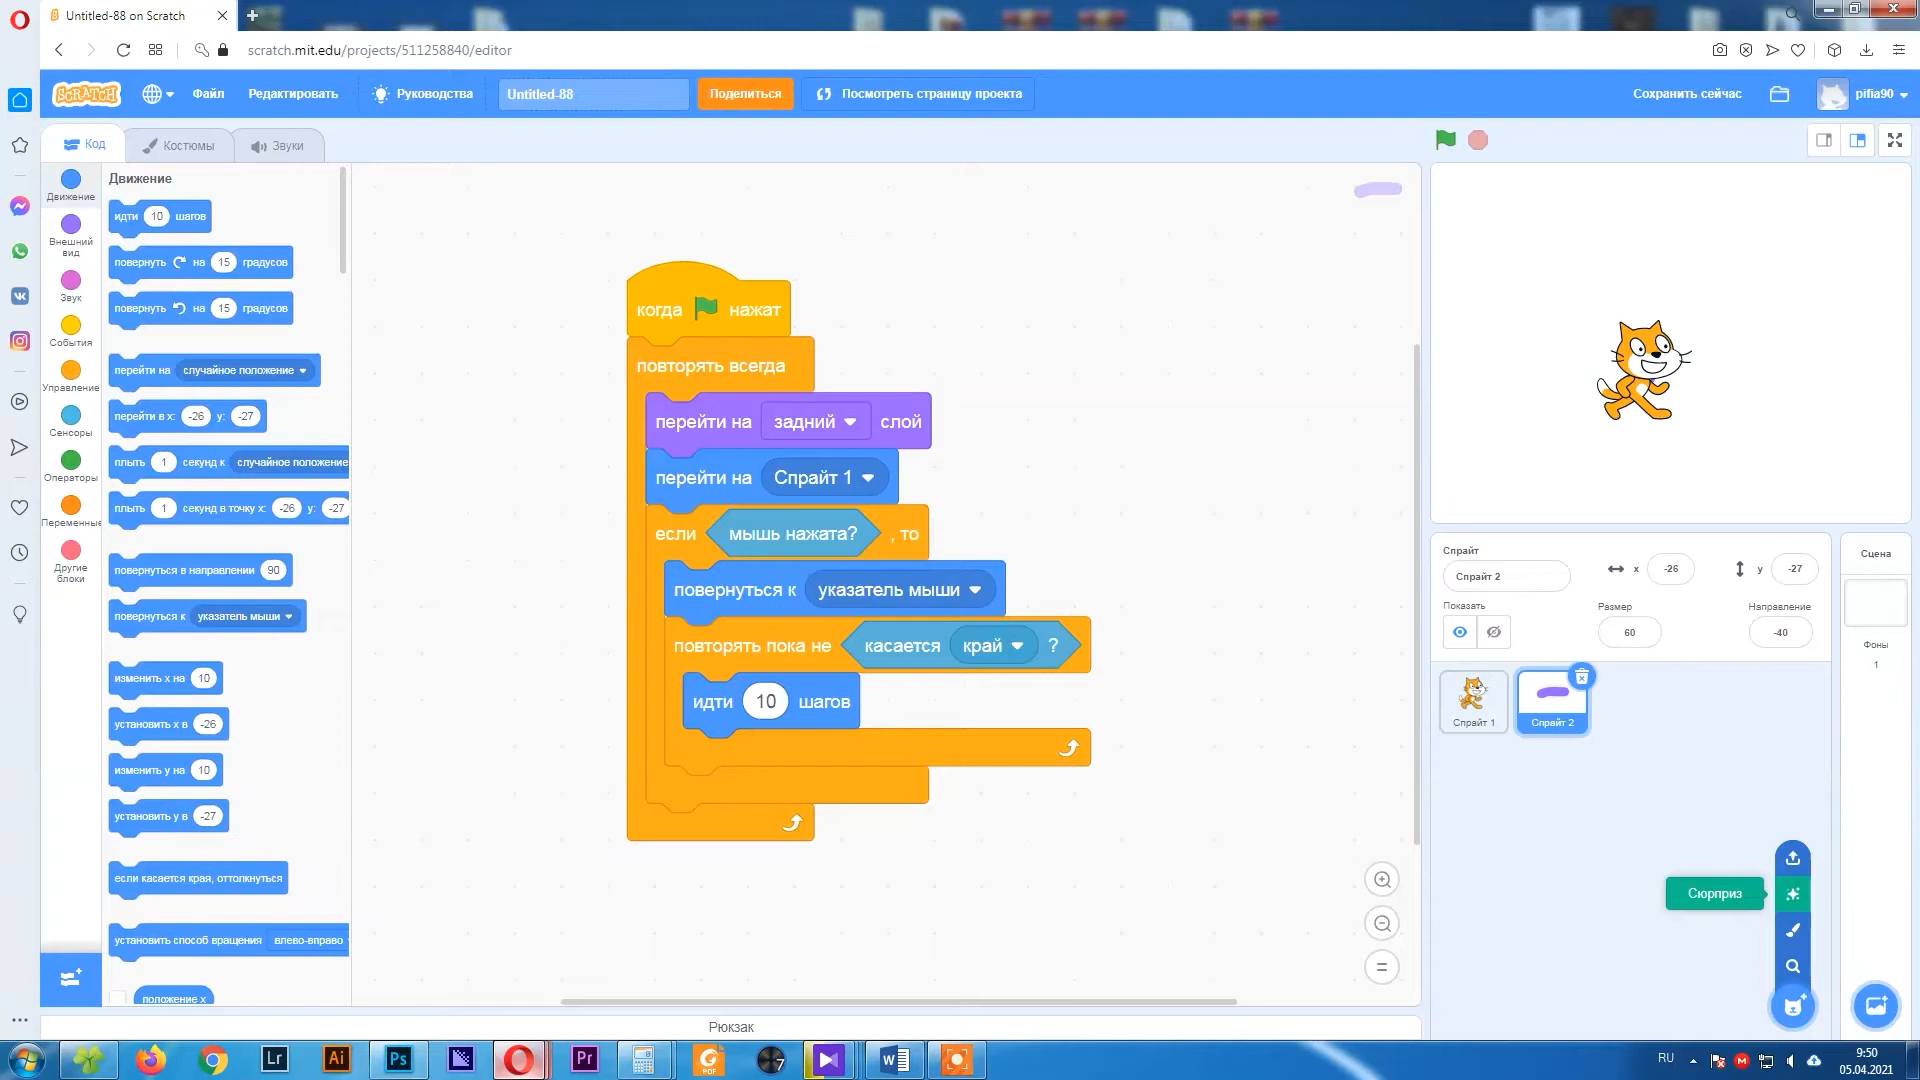 Untitled-88 on Scratch
scratch.mit.edu/projects/511258840/editor
SCRATCH
Файл
Редактировать
Руководства
Untitled-88
Поделиться
Посмотреть страницу проекта
Сохранить сейчас
pifia90
Код
Костюмы
Звуки
Движение
Внешний
вид
Звук
События
Управление
Сенсоры
Операторы
Переменные
Другие
блоки
Движение
идти 10 шагов
повернуть на 15 градусов
повернуть на 15 градусов
перейти на случайное положение
перейти в x: -26 y: -27
плыть 1 секунд к случайное положение
плыть 1 секунд в точку x: -26 y: -27
повернуться в направлении 90
повернуться к указатель мыши
изменить x на 10
установить x в -26
изменить y на 10
установить y в -27
если касается края, оттолкнуться
установить способ вращения влево-вправо
положение x
когда нажат
повторять всегда
перейти на задний слой
перейти на Спрайт 1
если мышь нажата? , то
повернуться к указатель мыши
повторять пока не касается край ?
идти 10 шагов
Рюкзак
Спрайт
Спрайт 2
x -26
y -27
Показать
Размер
60
Направление
-40
Спрайт 1
Спрайт 2
Сцена
Фоны
1
Сюрприз
Lr
Ai
Ps
Pr
PDF
7
W
RU
9:50
05.04.2021